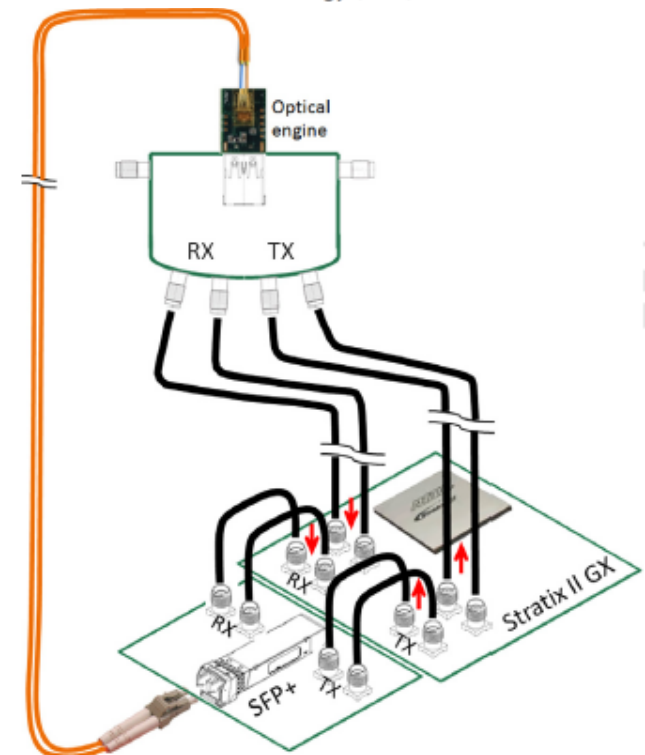 Optical
engine
RX TX
RX
RX
TX
TX
SFP+
Stratix II GX